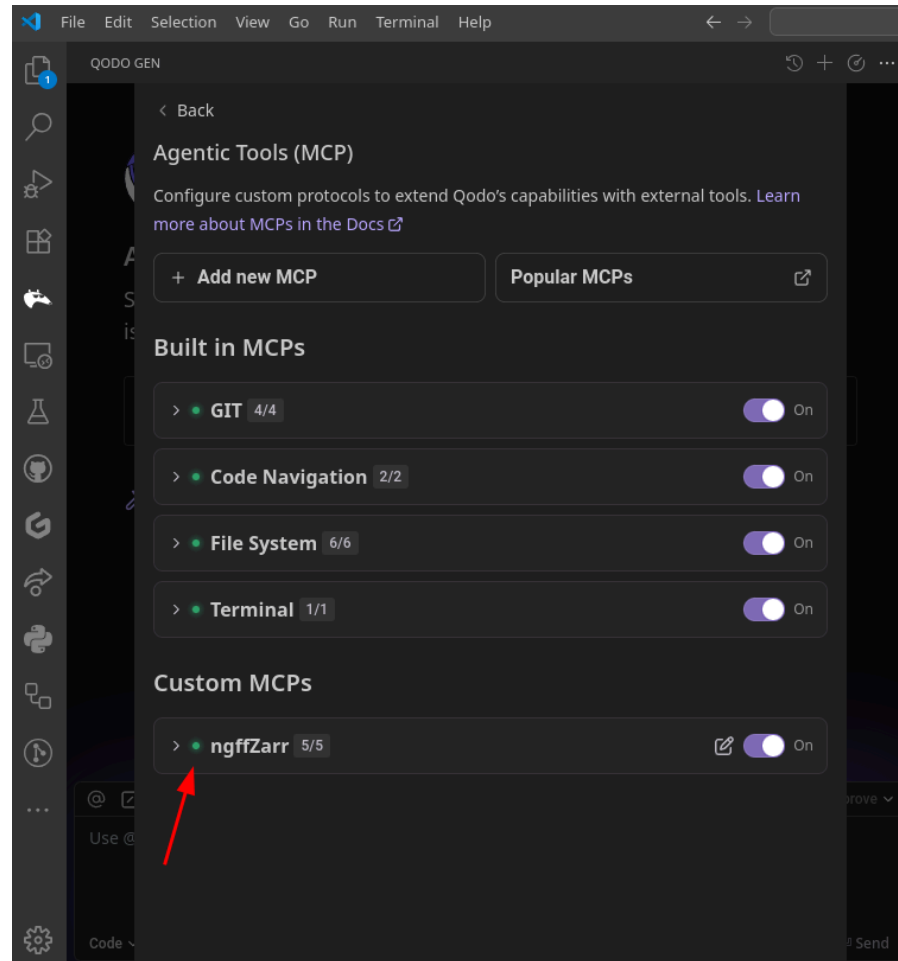 File Edit Selection View Go Run Terminal Help
1
QODO GEN
Back
Agentic Tools (MCP)
Configure custom protocols to extend Qodo's capabilities with external tools. Learn
more about MCPs in the Docs
+ Add new MCP
Popular MCPs
Built in MCPs
GIT 4/4 On
Code Navigation 2/2 On
File System 6/6 On
Terminal 1/1 On
Custom MCPs
ngffZarr 5/5 On
Use @
Code
Send